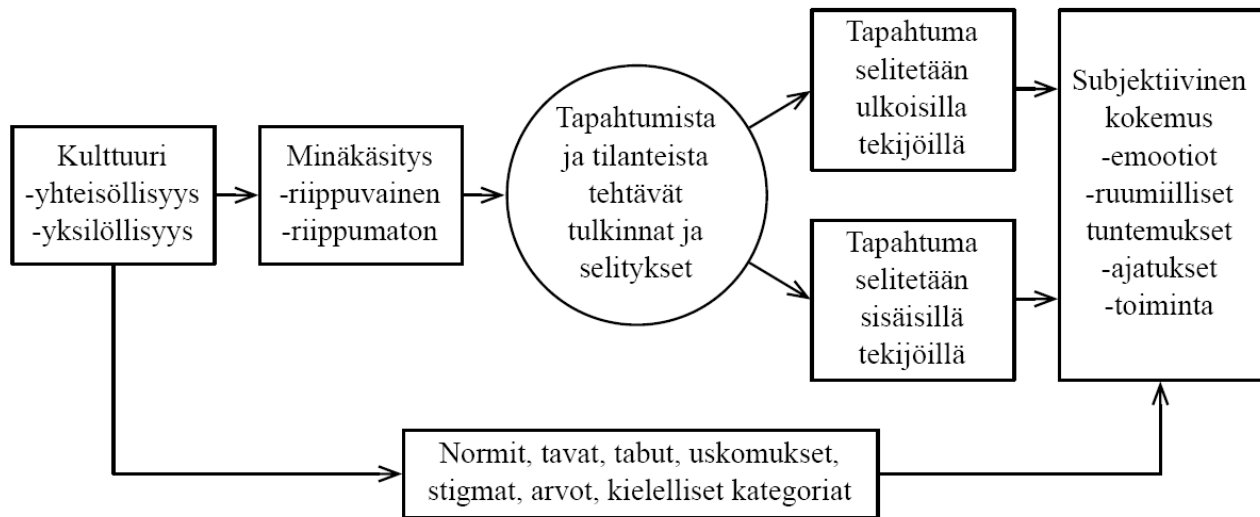 Kulttuuri
-yhteisöllisyys
-yksilöllisyys
Minäkäsitys
-riippuvainen
-riippumaton
Tapahtumista
ja tilanteista
tehtävät
tulkinnat ja
selitykset
Tapahtuma
selitetään
ulkoisilla
tekijöillä
Tapahtuma
selitetään
sisäisillä
tekijöillä
Subjektiivinen
kokemus
-emootiot
-ruumiilliset
tuntemukset
-ajatukset
-toiminta
Normit, tavat, tabut, uskomukset,
stigmat, arvot, kielelliset kategoriat